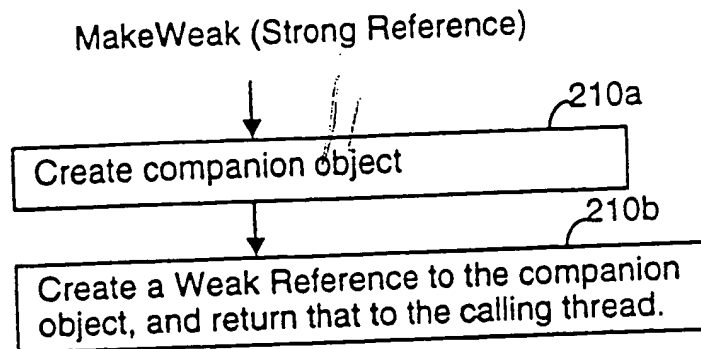 MakeWeak (Strong Reference)
210a
Create companion object
210b
Create a Weak Reference to the companion
object, and return that to the calling thread.